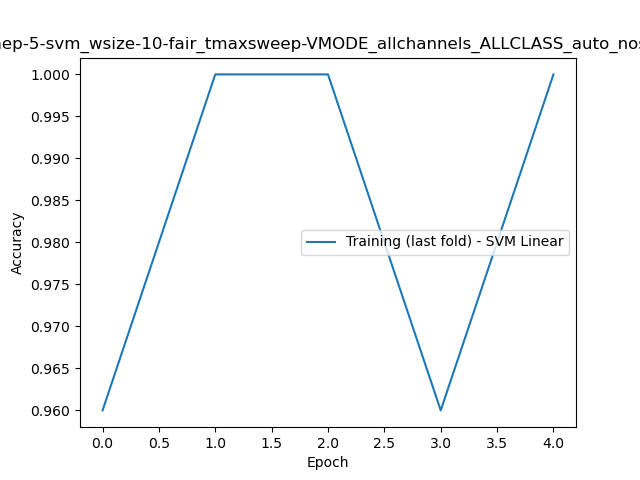 ep-5-svm_wsize-10-fair_tmaxsweep-VMODE_allchannels_ALLCLASS_auto_nos
1.000
0.995
0.990
0.985
0.980
0.975
0.970
0.965
0.960
Accuracy
Training (last fold) - SVM Linear
0.0 0.5 1.0 1.5 2.0 2.5 3.0 3.5 4.0
Epoch